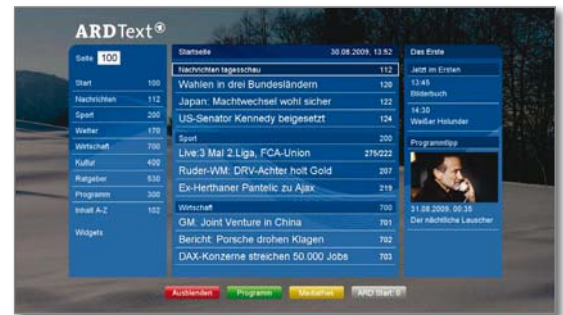 ARDText
Seite 100
Start 100
Nachrichten 112
Sport 200
Wetter 170
Wirtschaft 700
Kultur 400
Ratgeber 530
Programm 300
Inhalt A-Z 102
Widgets
Startseite 30.08.2009, 13:52
Nachrichten tagesschau 112
Wahlen in drei Bundesländern 120
Japan: Machtwechsel wohl sicher 122
US-Senator Kennedy beigesetzt 124
Sport 200
Live:3 Mal 2.Liga, FCA-Union 275/222
Ruder-WM: DRV-Achter holt Gold 207
Ex-Herthaner Pantelic zu Ajax 219
Wirtschaft 700
GM: Joint Venture in China 701
Bericht: Porsche drohen Klagen 702
DAX-Konzerne streichen 50.000 Jobs 703
Das Erste
Jetzt im Ersten
13:45
Bilderbuch
14:30
Weißer Holunder
Programmtipp
31.08.2009, 00:35
Der nächtliche Lauscher
Ausblenden
Programm
Mediathek
ARD Start: 0